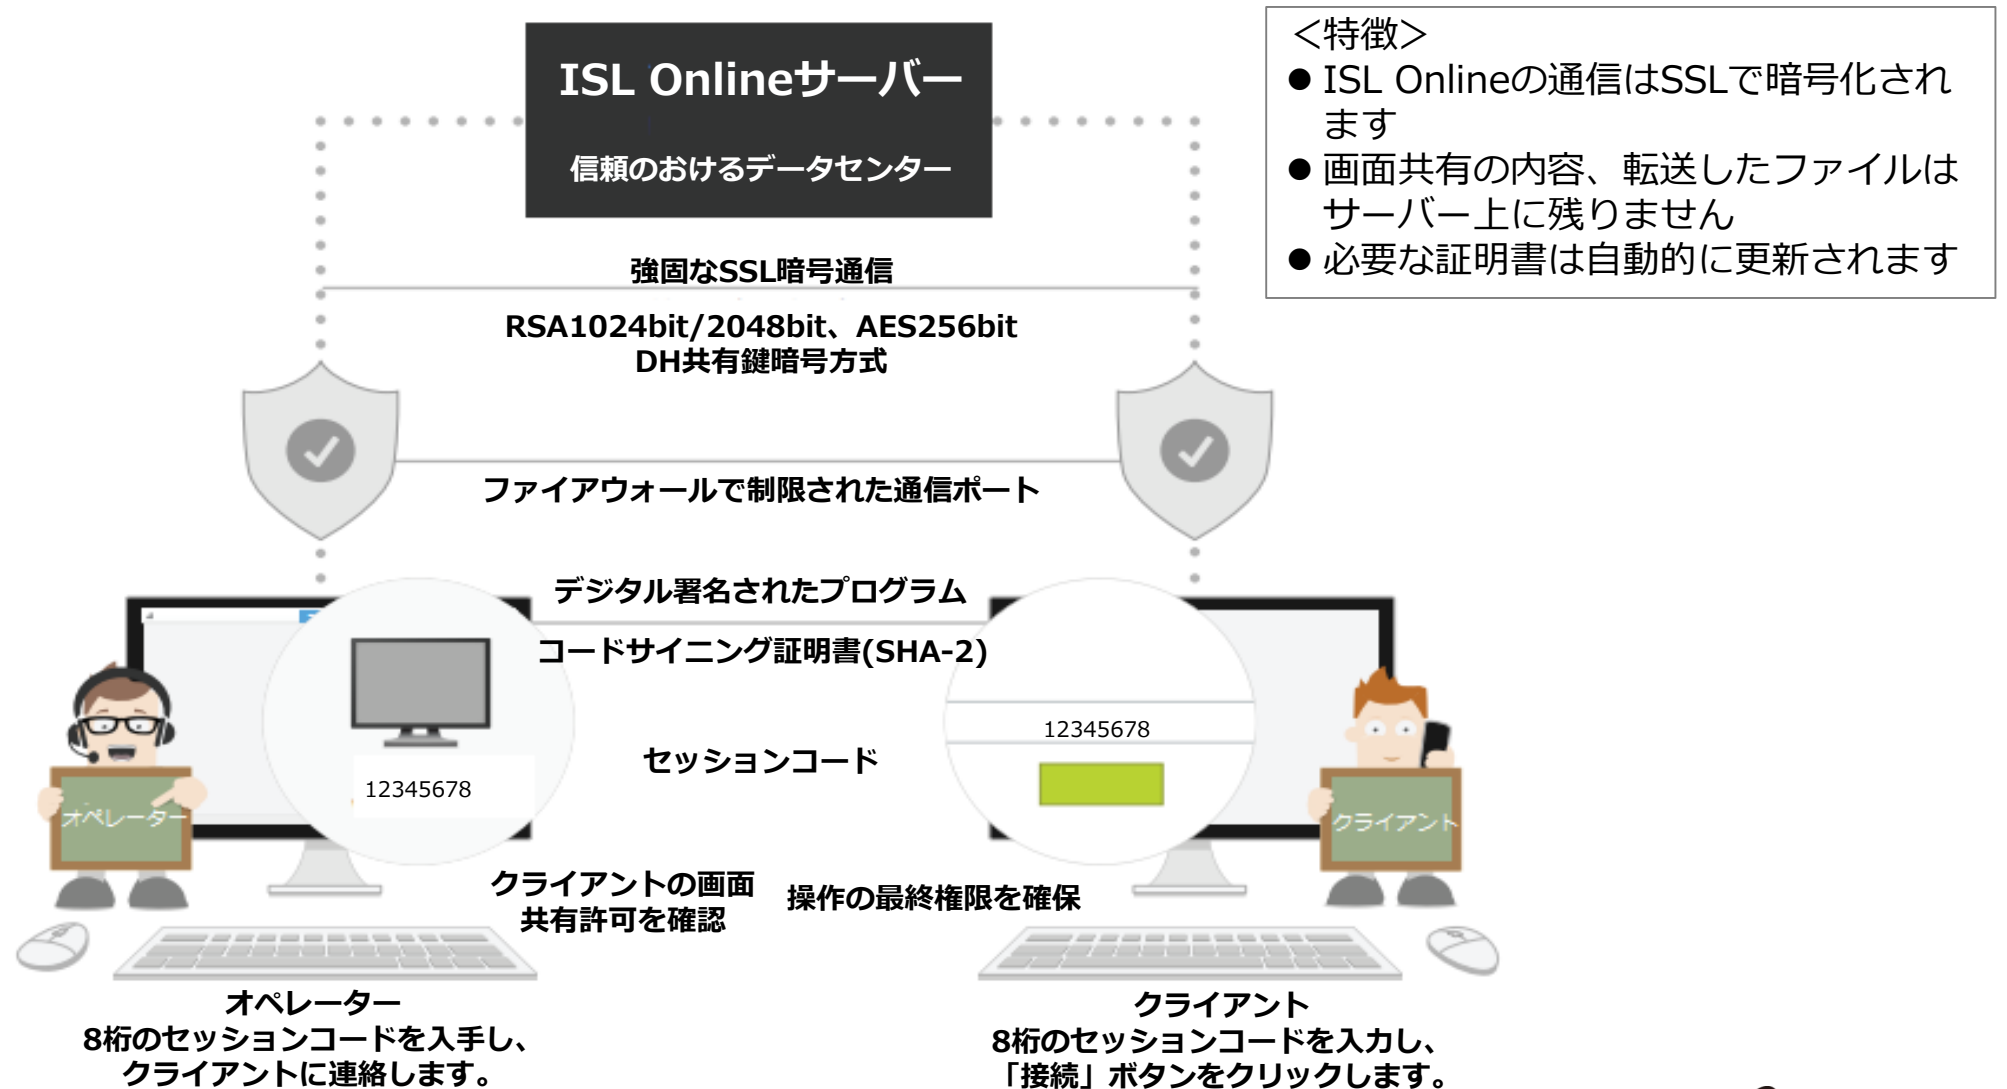 ISL Onlineサーバー
信頼のおけるデータセンター
＜特徴＞
● ISL Onlineの通信はSSLで暗号化され
ます
● 画面共有の内容、転送したファイルは
サーバー上に残りません
● 必要な証明書は自動的に更新されます
強固なSSL暗号通信
RSA1024bit/2048bit、AES256bit
DH共有鍵暗号方式
ファイアウォールで制限された通信ポート
デジタル署名されたプログラム
コードサイニング証明書(SHA-2)
12345678
セッションコード
12345678
オペレーター
クライアント
クライアントの画面
共有許可を確認
操作の最終権限を確保
オペレーター
8桁のセッションコードを入手し、
クライアントに連絡します。
クライアント
8桁のセッションコードを入力し、
「接続」ボタンをクリックします。